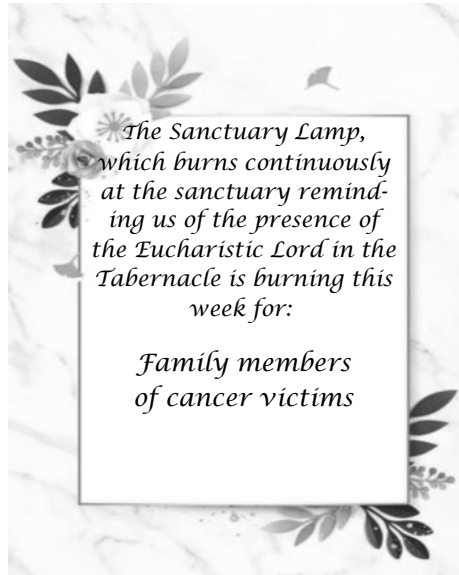 The Sanctuary Lamp,
which burns continuously
at the sanctuary remind-
ing us of the presence of
the Eucharistic Lord in the
Tabernacle is burning this
week for:
Family members
of cancer victims